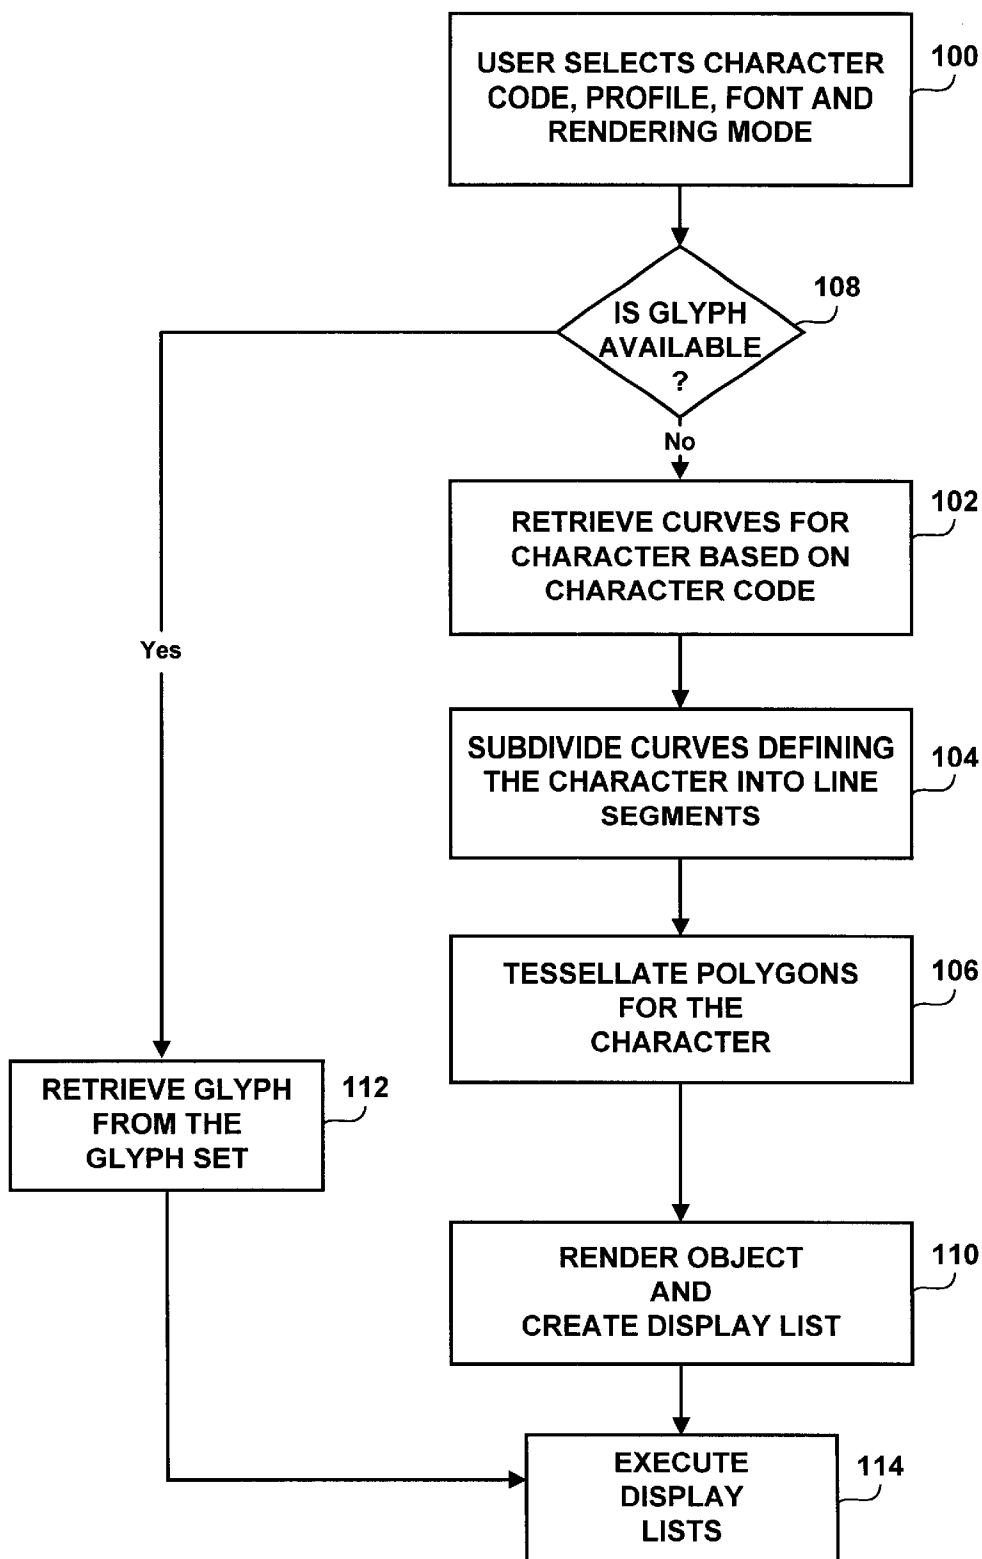 USER SELECTS CHARACTER
CODE, PROFILE, FONT AND
RENDERING MODE
100
IS GLYPH
AVAILABLE
?
108
No
RETRIEVE CURVES FOR
CHARACTER BASED ON
CHARACTER CODE
102
Yes
SUBDIVIDE CURVES DEFINING
THE CHARACTER INTO LINE
SEGMENTS
104
TESSELLATE POLYGONS
FOR THE
CHARACTER
106
RETRIEVE GLYPH
FROM THE
GLYPH SET
112
RENDER OBJECT
AND
CREATE DISPLAY LIST
110
EXECUTE
DISPLAY
LISTS
114